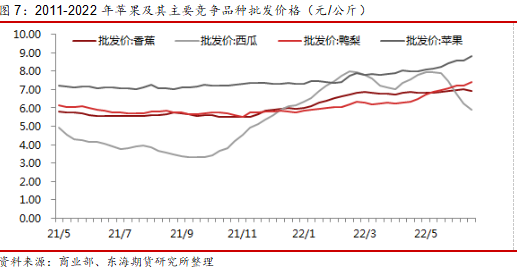 图 7：2011-2022 年苹果及其主要竞争品种批发价格（元/公斤）
批发价:香蕉 批发价:西瓜 批发价:鸭梨 批发价:苹果
10.00
9.00
8.00
7.00
6.00
5.00
4.00
3.00
2.00
1.00
0.00
21/5 21/7 21/9 21/11 22/1 22/3 22/5
资料来源：商业部、东海期货研究所整理